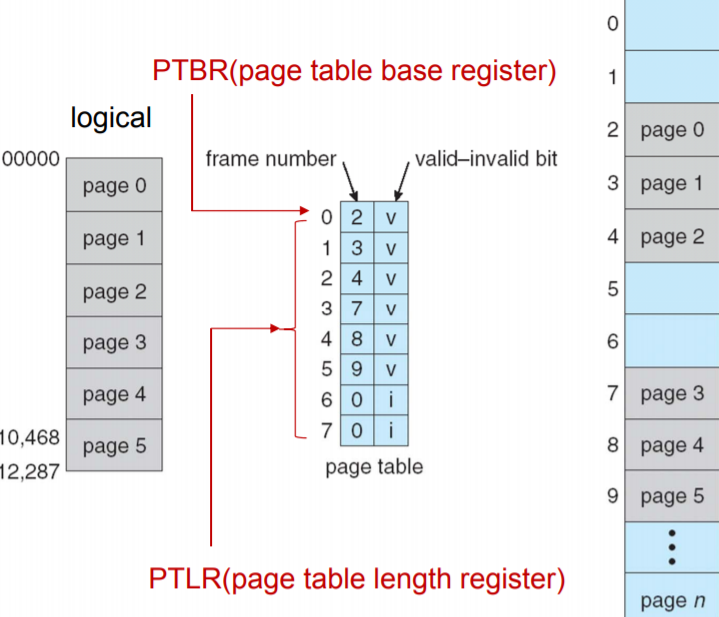 PTBR(page table base register)
logical
00000
page 0
page 1
page 2
page 3
page 4
10,468
page 5
12,287
frame number
valid–invalid bit
0 2 v
1 3 v
2 4 v
3 7 v
4 8 v
5 9 v
6 0 i
7 0 i
page table
PTLR(page table length register)
0
1
2 page 0
3 page 1
4 page 2
5
6
7 page 3
8 page 4
9 page 5
page n